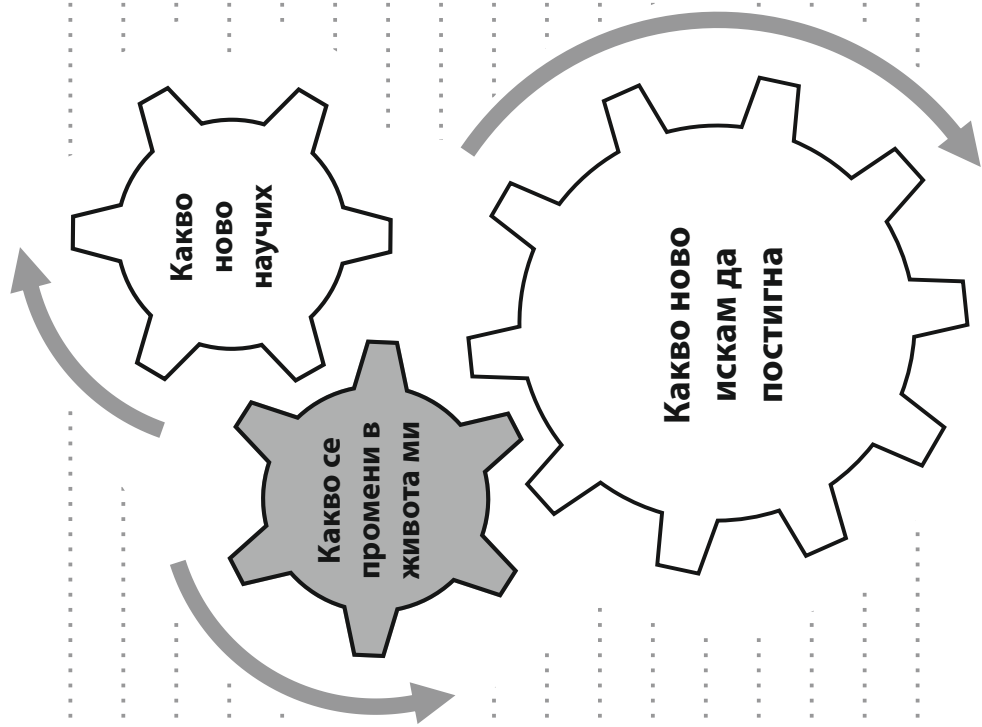 Какво
ново
научих
Какво се
промени в
живота ми
Какво ново
искам да
постигна